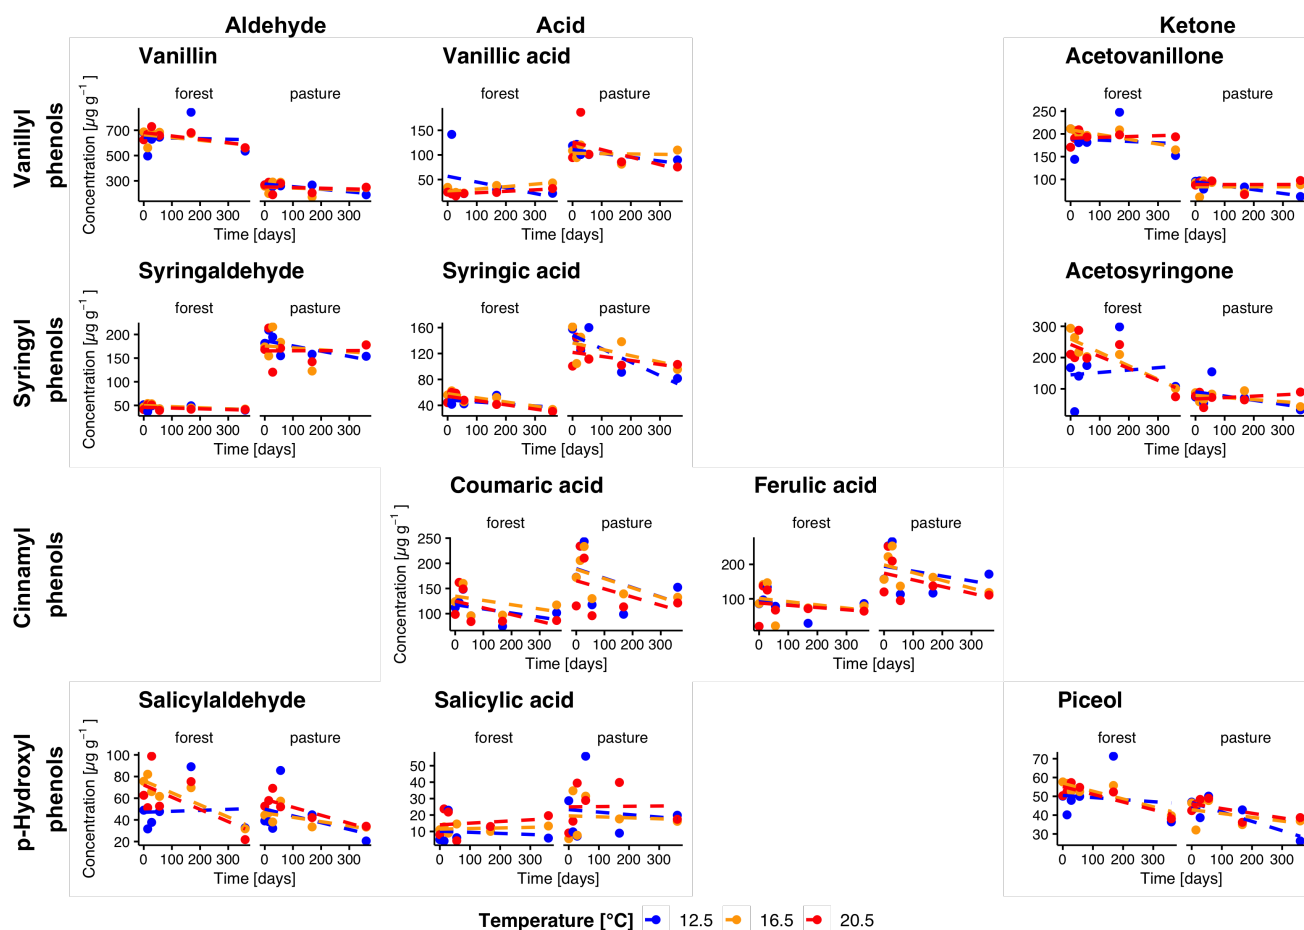 Aldehyde Acid Ketone
Vanillyl
phenols
Vanillin Vanillic acid Acetovanillone
forest pasture forest pasture forest pasture
Concentration [µg g⁻¹ ]
700
500
300
150
100
50
250
200
150
100
0 100 200 300 0 100 200 300 0 100 200 300 0 100 200 300 0 100 200 300 0 100 200 300
Time [days] Time [days] Time [days]
Syringyl
phenols
Syringaldehyde Syringic acid Acetosyringone
forest pasture forest pasture forest pasture
Concentration [µg g⁻¹ ]
200
150
100
50
160
120
80
40
300
200
100
0 100 200 300 0 100 200 300 0 100 200 300 0 100 200 300 0 100 200 300 0 100 200 300
Time [days] Time [days] Time [days]
Cinnamyl
phenols
Coumaric acid Ferulic acid
forest pasture forest pasture
Concentration [µg g⁻¹ ]
250
200
150
100
200
100
0 100 200 300 0 100 200 300 0 100 200 300 0 100 200 300
Time [days] Time [days]
p-Hydroxyl
phenols
Salicylaldehyde Salicylic acid Piceol
forest pasture forest pasture forest pasture
Concentration [µg g⁻¹ ]
100
80
60
40
20
50
40
30
20
10
0
70
60
50
40
30
0 100 200 300 0 100 200 300 0 100 200 300 0 100 200 300 0 100 200 300 0 100 200 300
Time [days] Time [days] Time [days]
Temperature [°C] 12.5 16.5 20.5